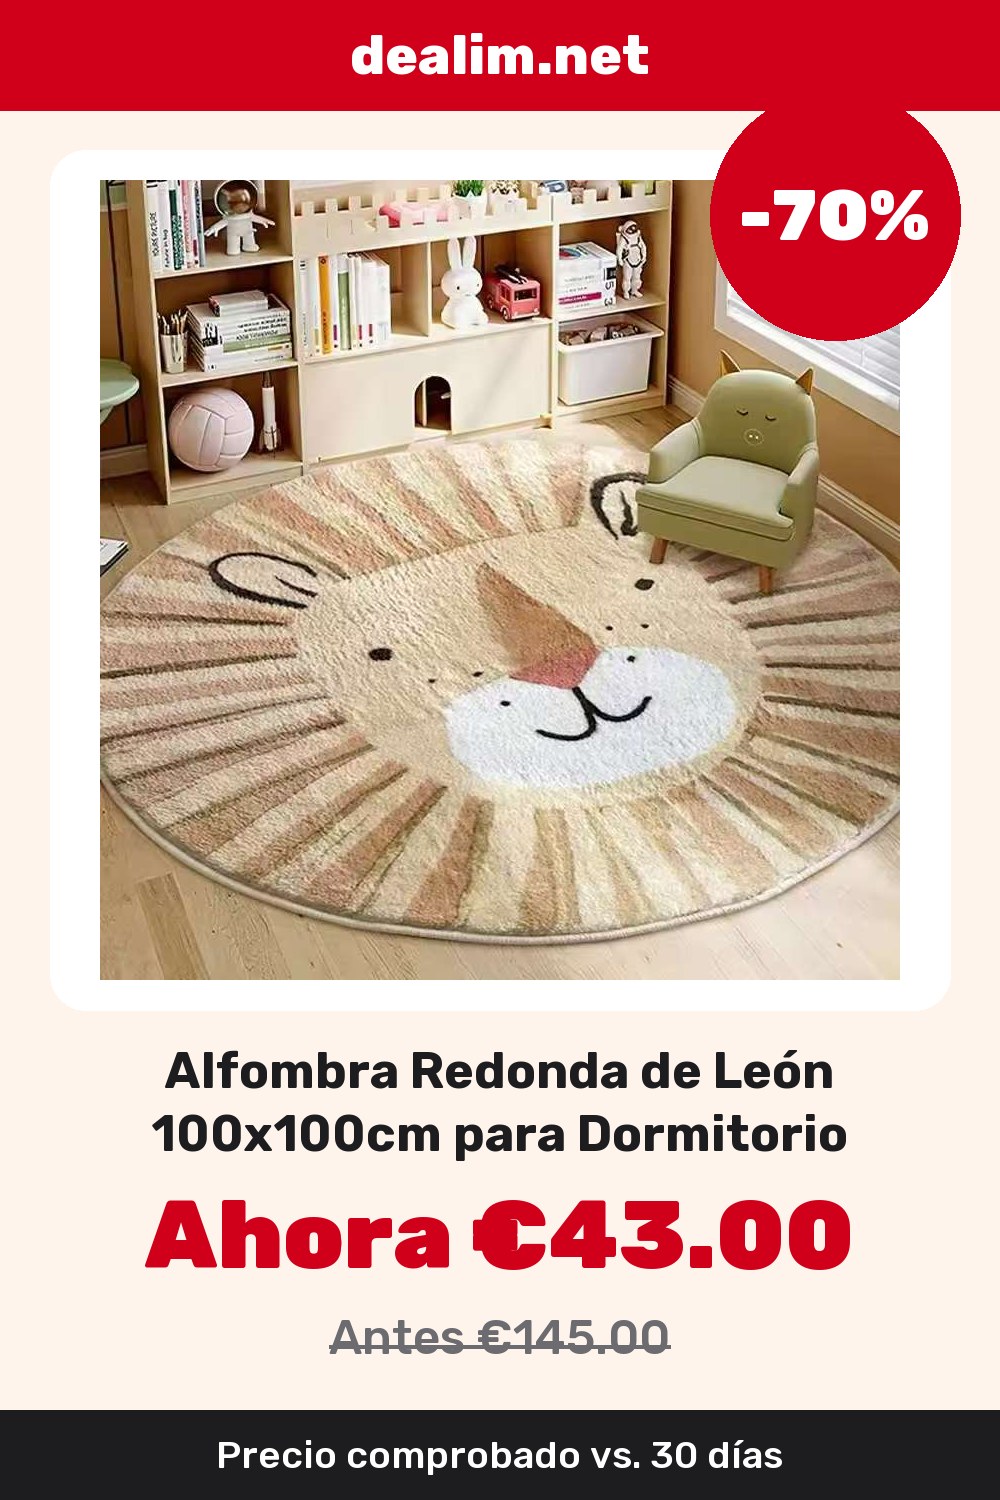 dealim.net
-70%
Alfombra Redonda de León
100x100cm para Dormitorio
Ahora €43.00
Antes €145.00
Precio comprobado vs. 30 días